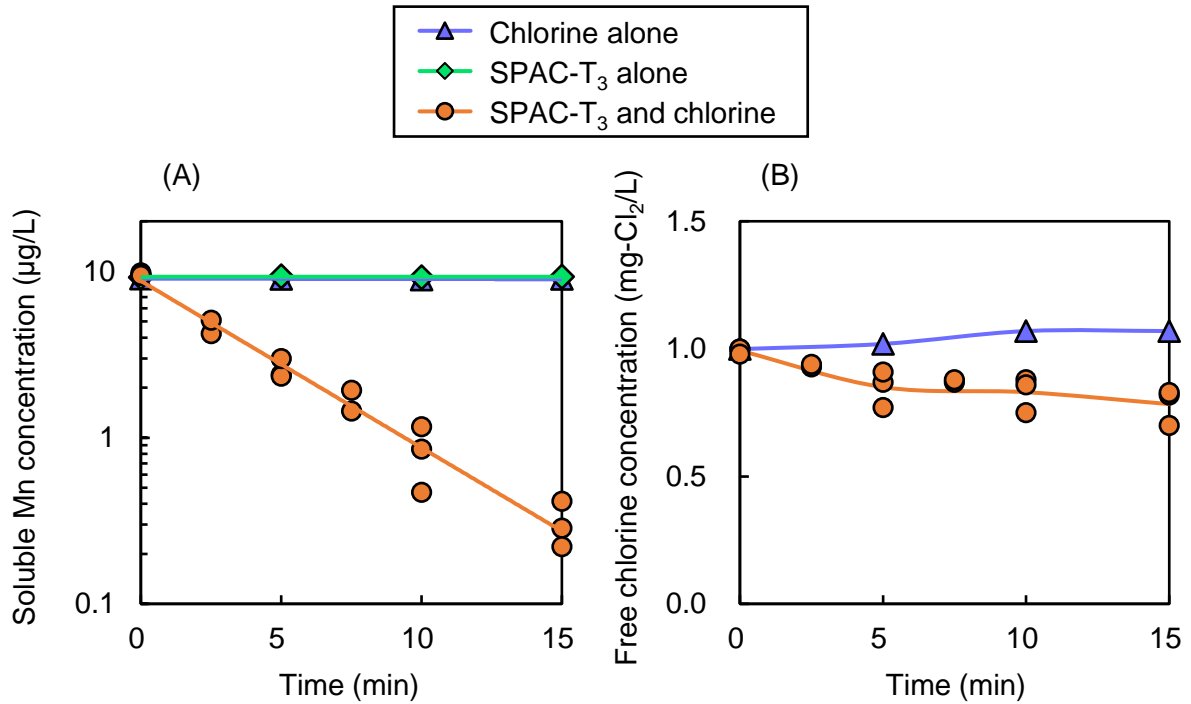 Chlorine alone
SPAC-T₃ alone
SPAC-T₃ and chlorine
(A)
(B)
Soluble Mn concentration (µg/L)
10
1
0.1
0
5
10
15
Time (min)
Free chlorine concentration (mg-Cl₂/L)
1.5
1.0
0.5
0.0
0
5
10
15
Time (min)